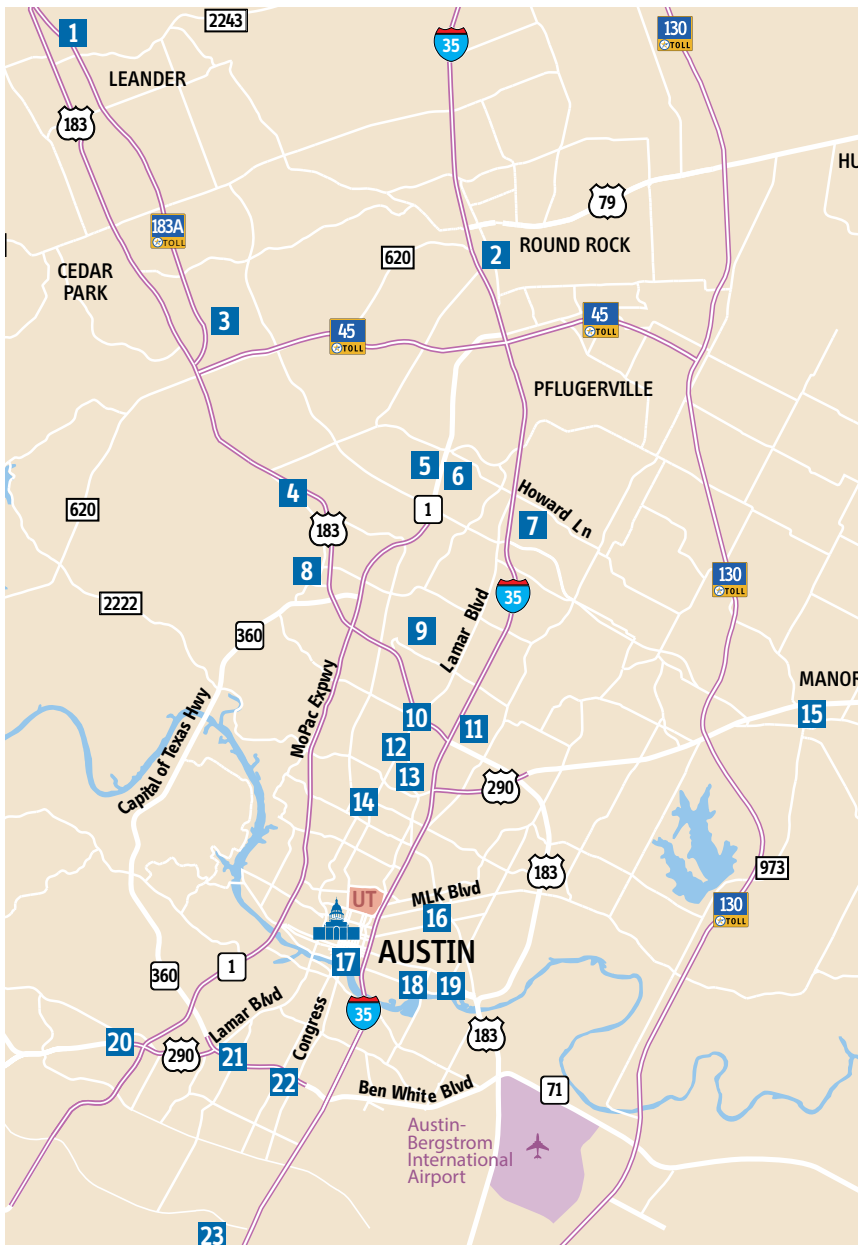 2243
130
TOLL
1
35
LEANDER
183
HU
79
183A
TOLL
2
ROUND ROCK
620
CEDAR
PARK
3
45
TOLL
45
TOLL
PFLUGERVILLE
5
6
4
Howard Ln
620
1
183
7
8
130
TOLL
35
2222
360
9
Lamar Blvd
MANOR
MoPac Expwy
10
15
11
Capital of Texas Hwy
12
13
290
14
973
183
UT
MLK Blvd
130
TOLL
16
AUSTIN
17
360
1
18
19
Lamar Blvd
35
Congress
183
20
290
21
22
Ben White Blvd
71
Austin-
Bergstrom
International
Airport
23